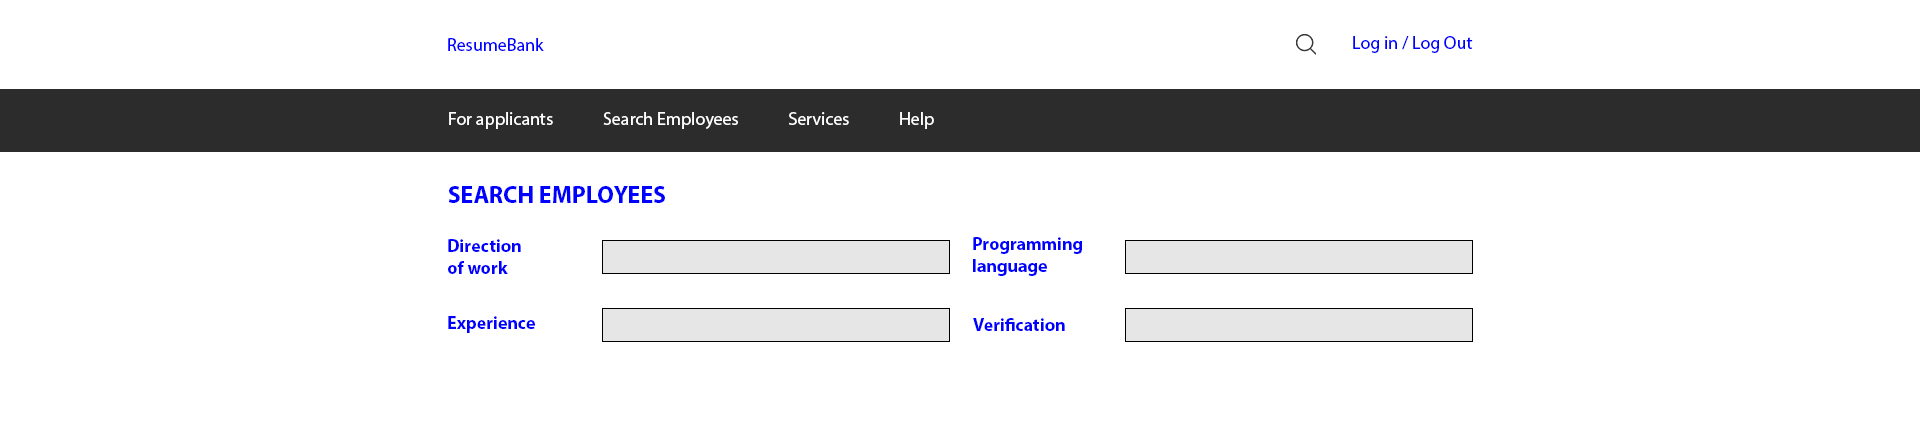 ResumeBank
Log in / Log Out
For applicants
Search Employees
Services
Help
SEARCH EMPLOYEES
Direction
of work
Programming
language
Experience
Verification